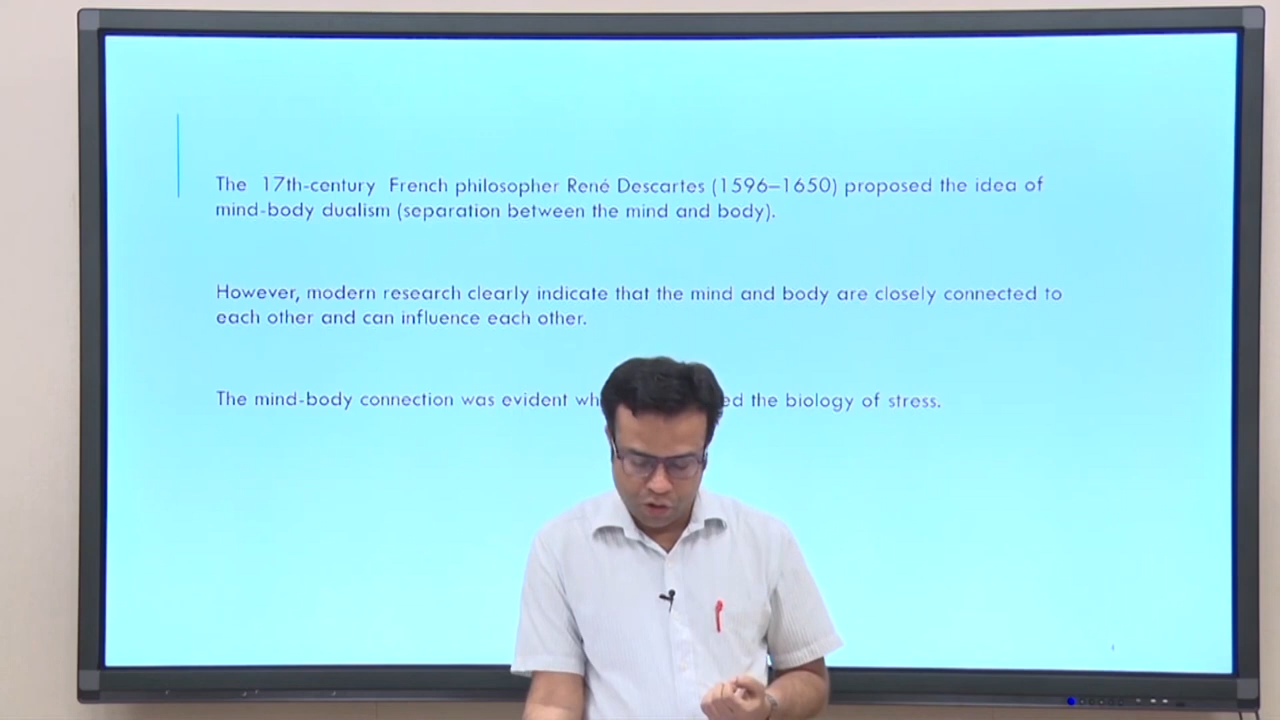 The 17th-century French philosopher René Descartes (1596–1650) proposed the idea of
mind-body dualism (separation between the mind and body).
However, modern research clearly indicate that the mind and body are closely connected to
each other and can influence each other.
The mind-body connection was evident the biology of stress.